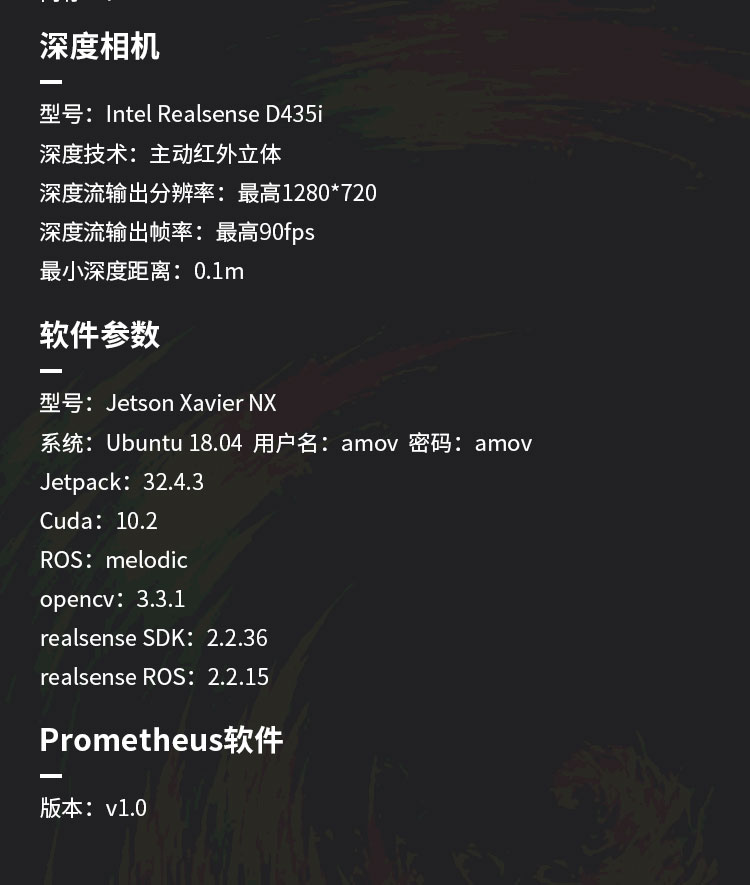 深度相机
型号：Intel Realsense D435i
深度技术：主动红外立体
深度流输出分辨率：最高1280*720
深度流输出帧率：最高90fps
最小深度距离：0.1m
软件参数
型号：Jetson Xavier NX
系统：Ubuntu 18.04 用户名：amov 密码：amov
Jetpack：32.4.3
Cuda：10.2
ROS：melodic
opencv：3.3.1
realsense SDK：2.2.36
realsense ROS：2.2.15
Prometheus软件
版本：v1.0